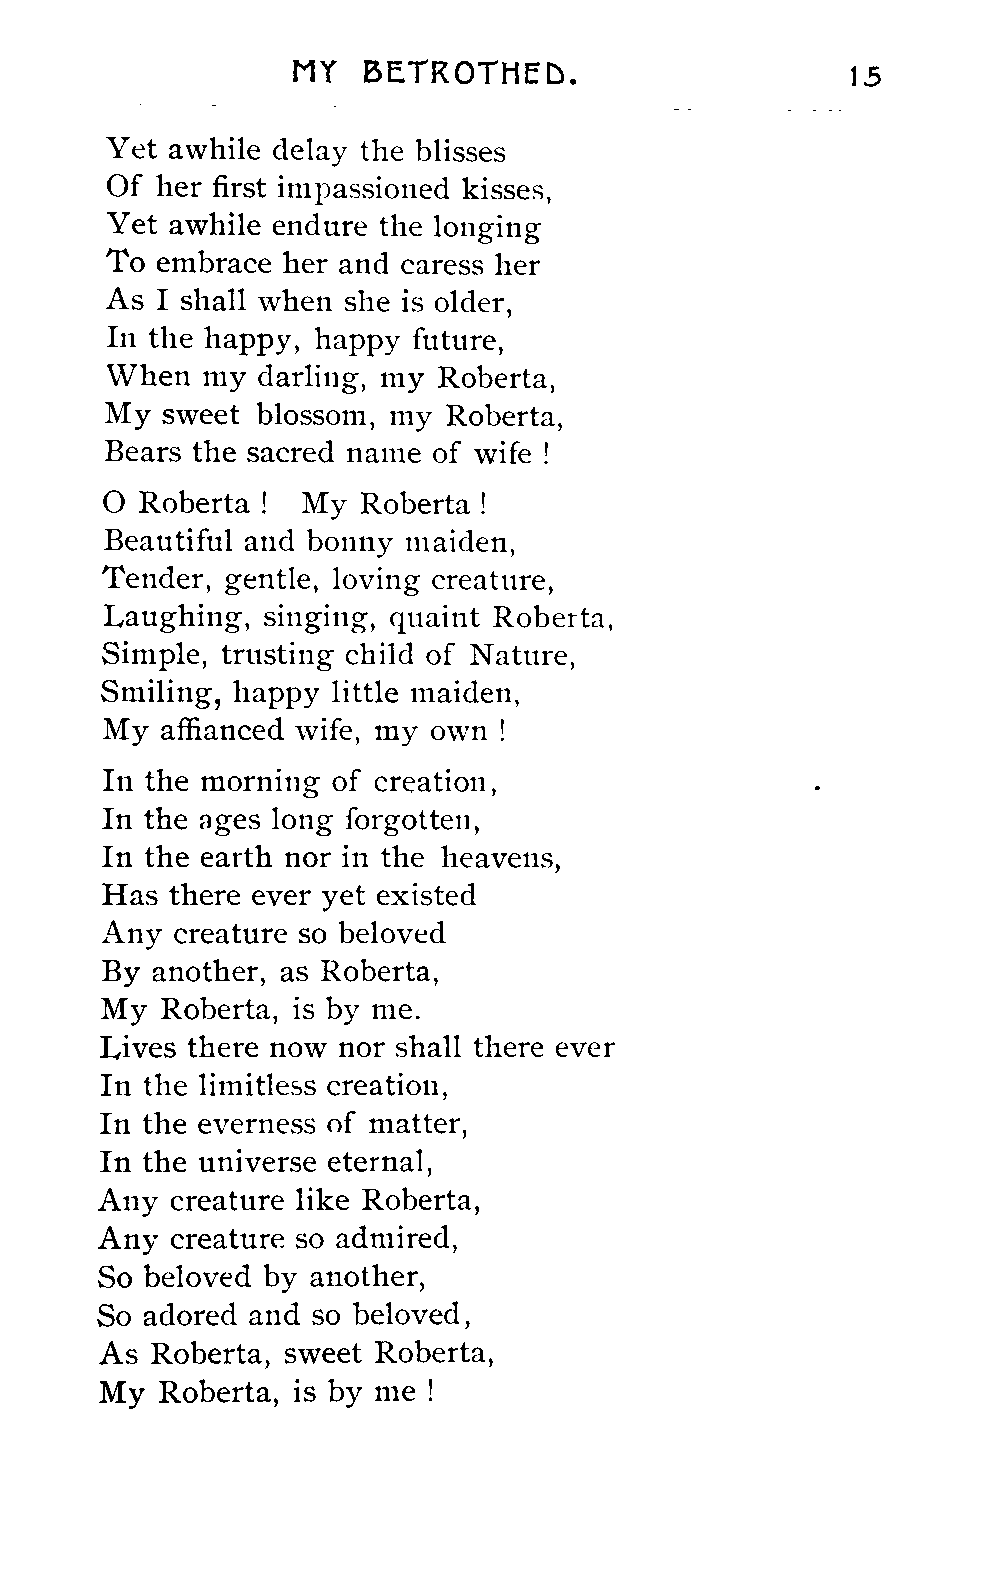 MY BETROTHED. 15
Yet awhile delay the blisses
Of her first impassioned kisses,
Yet awhile endure the longing
To embrace her and caress her
As I shall when she is older,
In the happy, happy future,
When my darling, my Roberta,
My sweet blossom, my Roberta,
Bears the sacred name of wife !
O Roberta ! My Roberta !
Beautiful and bonny maiden,
Tender, gentle, loving creature,
Laughing, singing, quaint Roberta,
Simple, trusting child of Nature,
Smiling, happy little maiden,
My affianced wife, my own !
In the morning of creation,
In the ages long forgotten,
In the earth nor in the heavens,
Has there ever yet existed
Any creature so beloved
By another, as Roberta,
My Roberta, is by me.
Lives there now nor shall there ever
In the limitless creation,
In the everness of matter,
In the universe eternal,
Any creature like Roberta,
Any creature so admired,
So beloved by another,
So adored and so beloved,
As Roberta, sweet Roberta,
My Roberta, is by me !